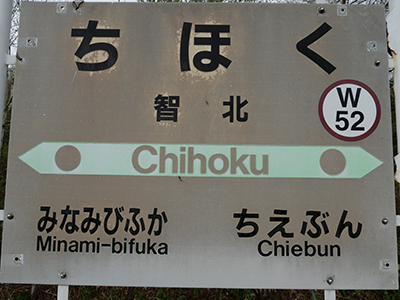 ちほく
智北
W
52
Chihoku
みなみびふか ちえぶん
Minami-bifuka Chiebun